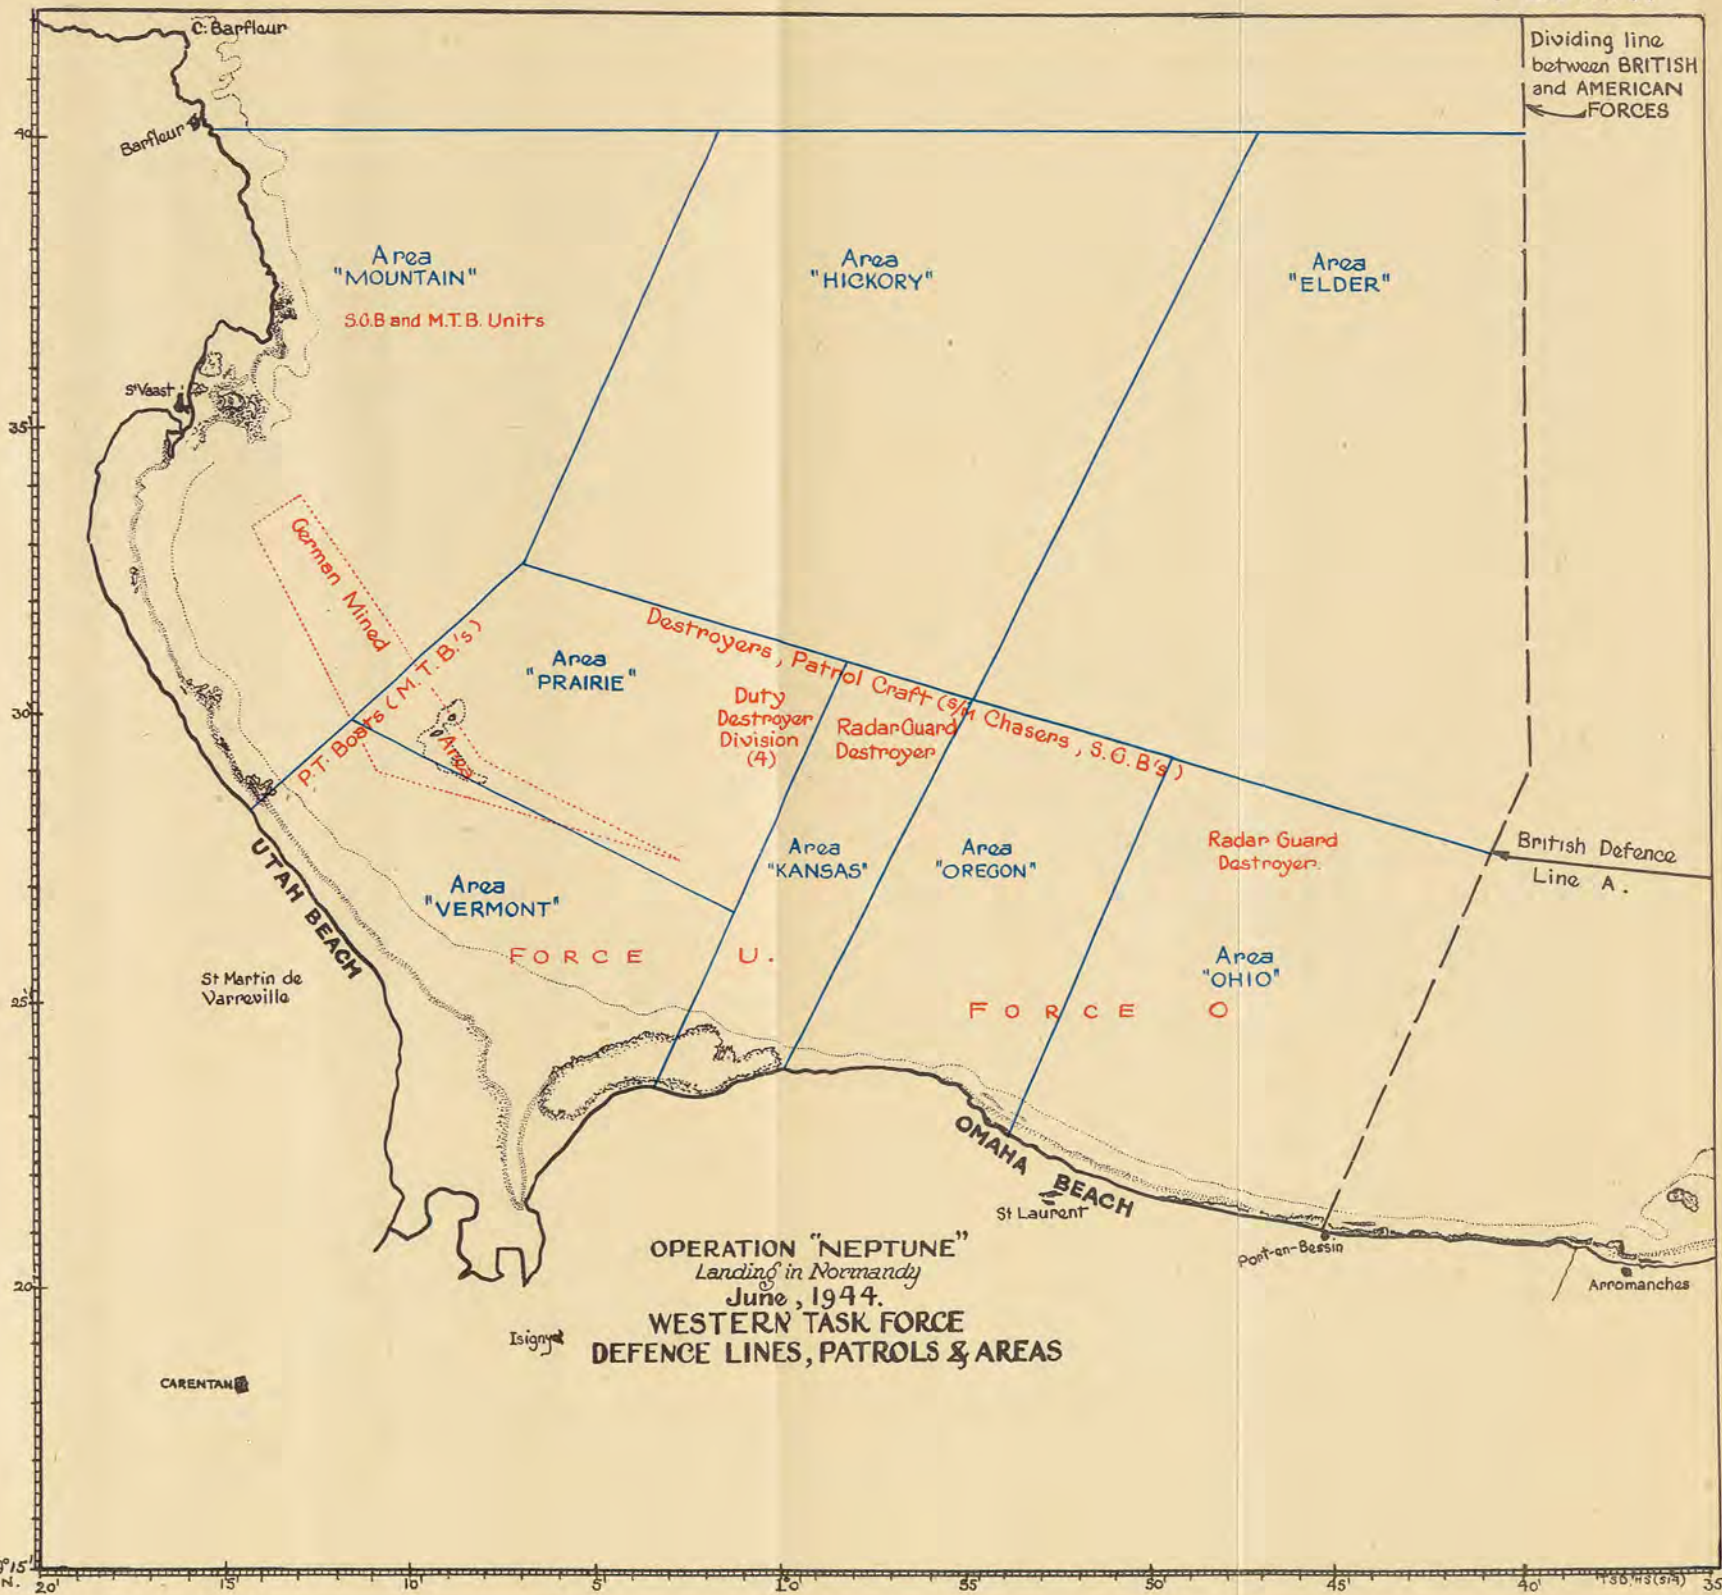 C. Barfleur
Dividing line
between BRITISH
and AMERICAN
FORCES
40'
Barfleur
Area
"MOUNTAIN"
S.G.B and M.T.B. Units
Area
"HICKORY"
Area
"ELDER"
St Vaast
35'
German Mined
Area
P.T. Boats (M.T.B.'s)
Destroyers, Patrol Craft (s/m Chasers, S.G.B's)
Area
"PRAIRIE"
Duty
Destroyer
Division
(4)
Radar Guard
Destroyer
30'
UTAH BEACH
Area
"VERMONT"
Area
"KANSAS"
Area
"OREGON"
Radar Guard
Destroyer.
British Defence
Line A.
FORCE U.
St Martin de
Varreville
Area
"OHIO"
FORCE O
25'
OMAHA BEACH
St Laurent
Port-en-Bessin
Arromanches
20'
OPERATION "NEPTUNE"
Landing in Normandy
June, 1944.
WESTERN TASK FORCE
DEFENCE LINES, PATROLS & AREAS
Isigny
CARENTAN
15'
N.
20' 15' 10' 5' 1°0' 55' 50' 45' 40' 35'